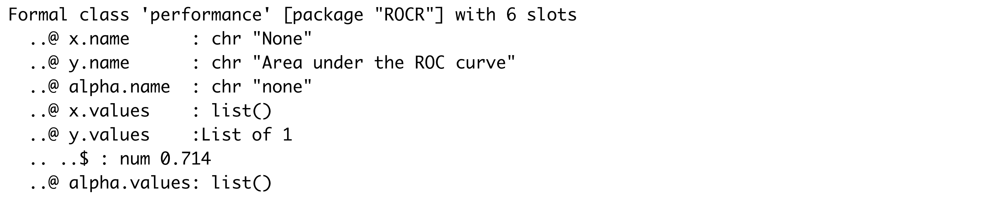 Formal class 'performance' [package "ROCR"] with 6 slots
  ..@ x.name      : chr "None"
  ..@ y.name      : chr "Area under the ROC curve"
  ..@ alpha.name  : chr "none"
  ..@ x.values    : list()
  ..@ y.values    :List of 1
  .. ..$ : num 0.714
  ..@ alpha.values: list()